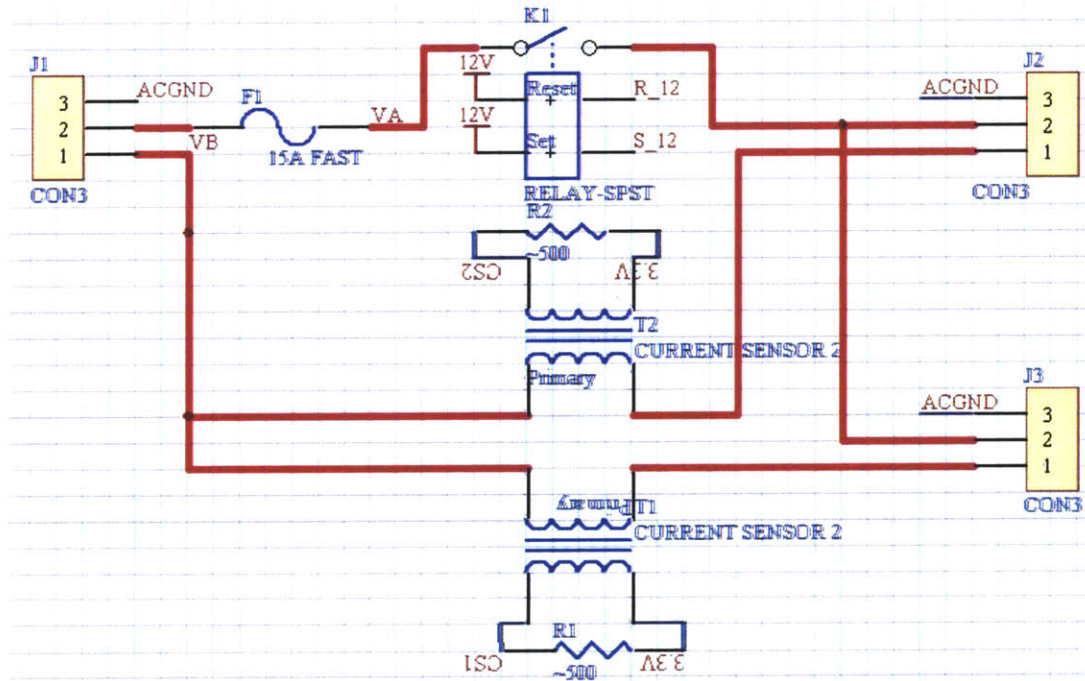 K1
J1
3
2
1
CON3
ACGND
F1
VB
15A FAST
VA
12V
12V
Reset
+
Set
+
R_12
S_12
RELAY-SPST
J2
ACGND
3
2
1
CON3
R2
~500
CS2
3.3V
T2
CURRENT SENSOR 2
Primary
J3
ACGND
3
2
1
CON3
Primary
T1
CURRENT SENSOR 2
R1
~500
CS1
3.3V